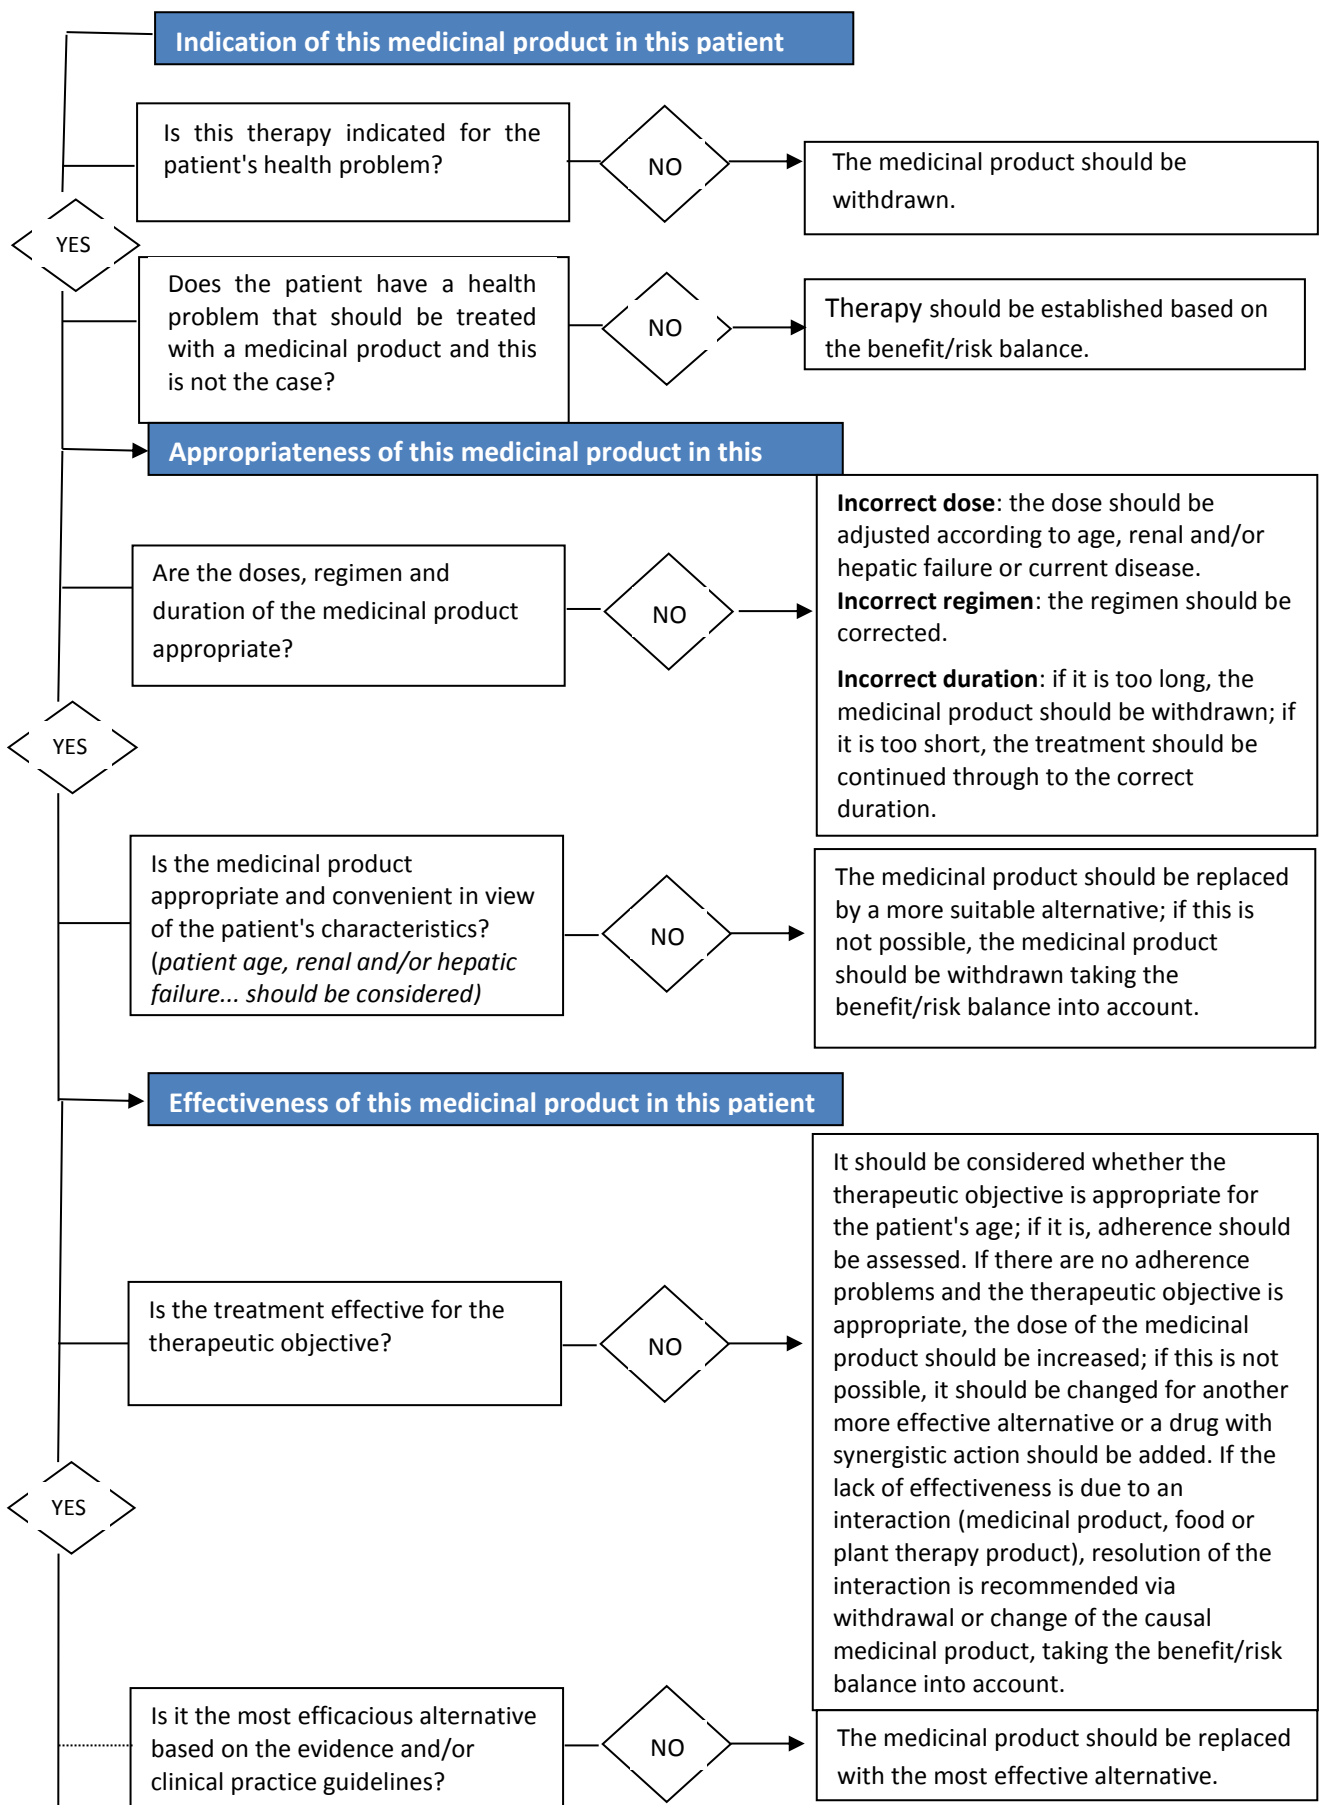 Indication of this medicinal product in this patient
Is this therapy indicated for the
patient's health problem?
NO
The medicinal product should be
withdrawn.
YES
Does the patient have a health
problem that should be treated
with a medicinal product and this
is not the case?
NO
Therapy should be established based on
the benefit/risk balance.
Appropriateness of this medicinal product in this
Are the doses, regimen and
duration of the medicinal product
appropriate?
NO
Incorrect dose: the dose should be
adjusted according to age, renal and/or
hepatic failure or current disease.
Incorrect regimen: the regimen should be
corrected.
Incorrect duration: if it is too long, the
medicinal product should be withdrawn; if
it is too short, the treatment should be
continued through to the correct
duration.
YES
Is the medicinal product
appropriate and convenient in view
of the patient's characteristics?
(patient age, renal and/or hepatic
failure... should be considered)
NO
The medicinal product should be replaced
by a more suitable alternative; if this is
not possible, the medicinal product
should be withdrawn taking the
benefit/risk balance into account.
Effectiveness of this medicinal product in this patient
Is the treatment effective for the
therapeutic objective?
NO
It should be considered whether the
therapeutic objective is appropriate for
the patient's age; if it is, adherence should
be assessed. If there are no adherence
problems and the therapeutic objective is
appropriate, the dose of the medicinal
product should be increased; if this is not
possible, it should be changed for another
more effective alternative or a drug with
synergistic action should be added. If the
lack of effectiveness is due to an
interaction (medicinal product, food or
plant therapy product), resolution of the
interaction is recommended via
withdrawal or change of the causal
medicinal product, taking the benefit/risk
balance into account.
YES
Is it the most efficacious alternative
based on the evidence and/or
clinical practice guidelines?
NO
The medicinal product should be replaced
with the most effective alternative.